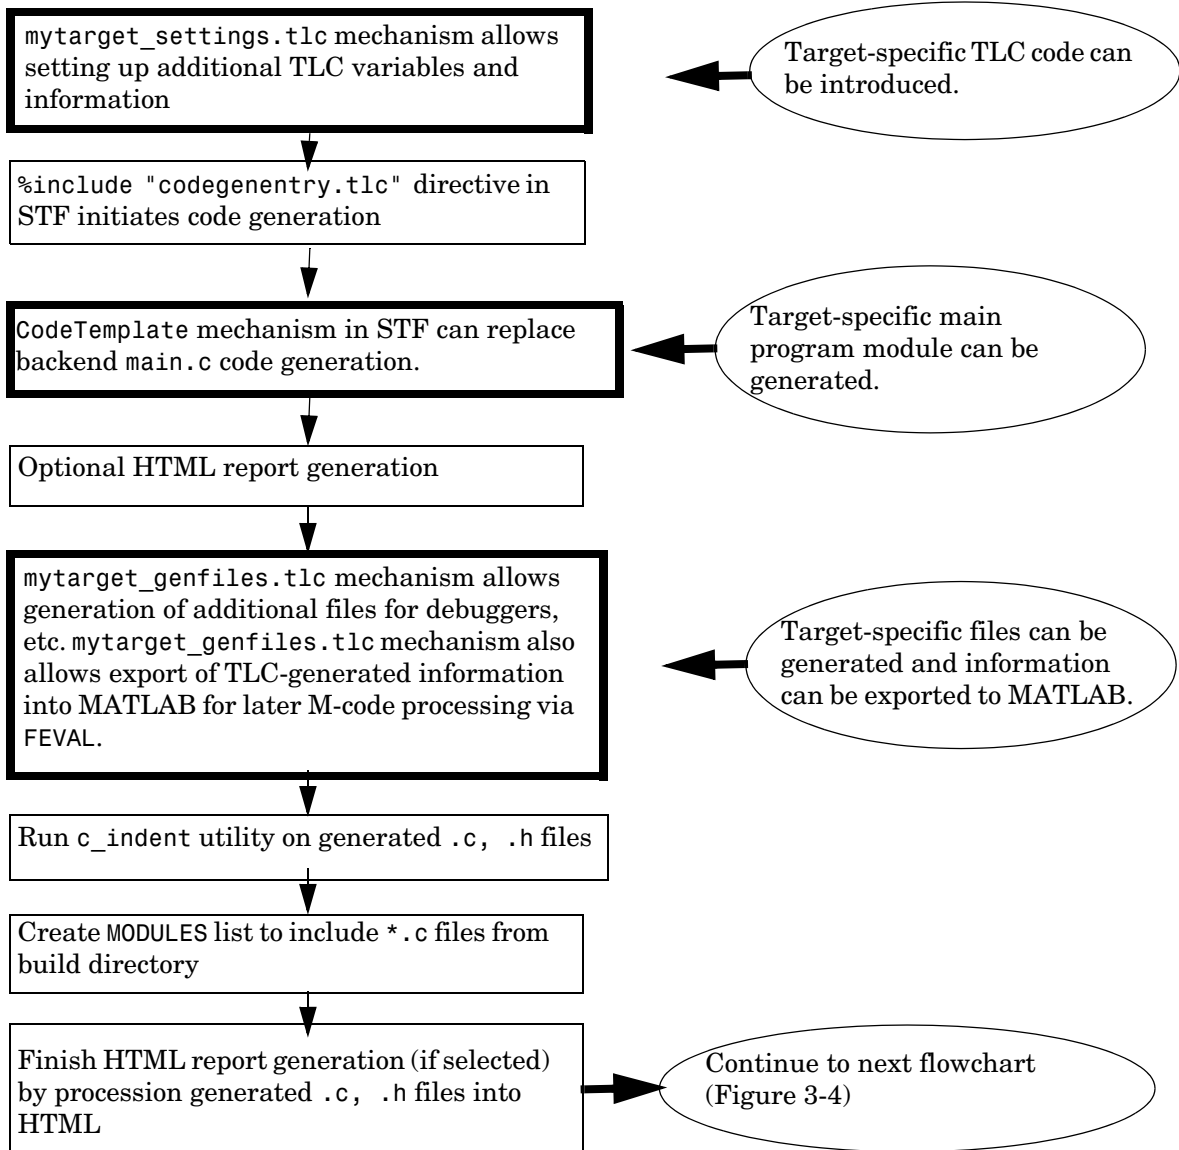 mytarget_settings.tlc mechanism allows
setting up additional TLC variables and
information
Target-specific TLC code can
be introduced.
%include "codegenentry.tlc" directive in
STF initiates code generation
CodeTemplate mechanism in STF can replace
backend main.c code generation.
Target-specific main
program module can be
generated.
Optional HTML report generation
mytarget_genfiles.tlc mechanism allows
generation of additional files for debuggers,
etc. mytarget_genfiles.tlc mechanism also
allows export of TLC-generated information
into MATLAB for later M-code processing via
FEVAL.
Target-specific files can be
generated and information
can be exported to MATLAB.
Run c_indent utility on generated .c, .h files
Create MODULES list to include *.c files from
build directory
Finish HTML report generation (if selected)
by procession generated .c, .h files into
HTML
Continue to next flowchart
(Figure 3-4)